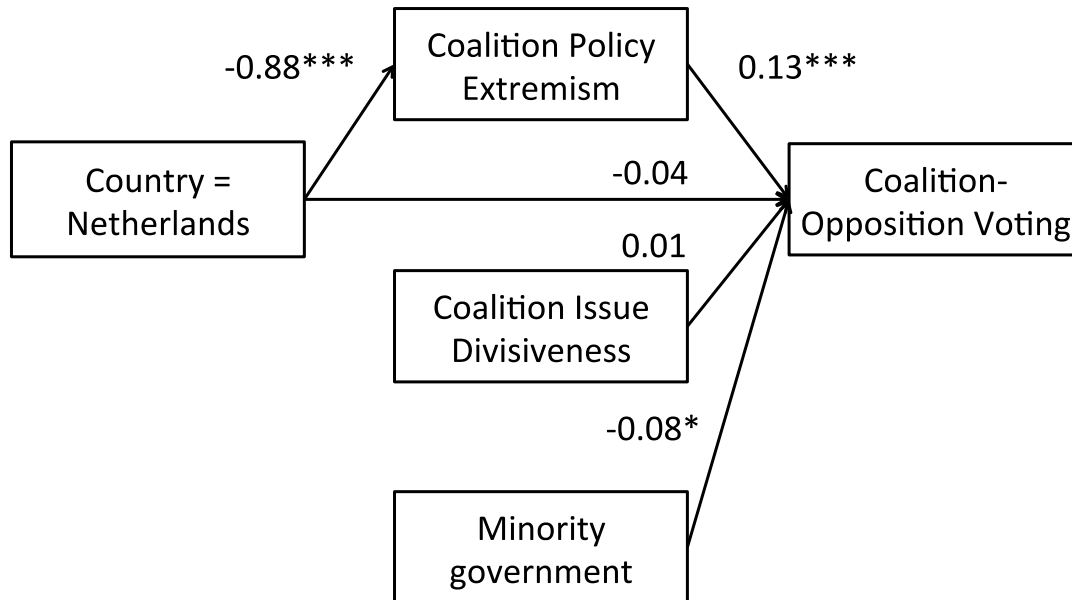 Coalition Policy
Extremism
-0.88***
0.13***
Country =
Netherlands
-0.04
Coalition-
Opposition Voting
0.01
Coalition Issue
Divisiveness
-0.08*
Minority
government